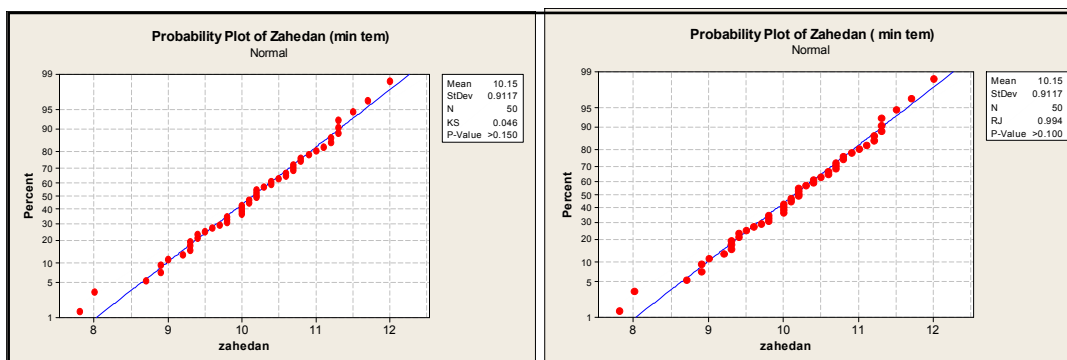 Probability Plot of Zahedan (min tem)
Normal
99
95
90
80
70
60
50
40
30
20
10
5
1
Percent
8 9 10 11 12
zahedan
Mean 10.15
StDev 0.9117
N 50
KS 0.046
P-Value >0.150
Probability Plot of Zahedan ( min tem)
Normal
99
95
90
80
70
60
50
40
30
20
10
5
1
Percent
8 9 10 11 12
zahedan
Mean 10.15
StDev 0.9117
N 50
RJ 0.994
P-Value >0.100